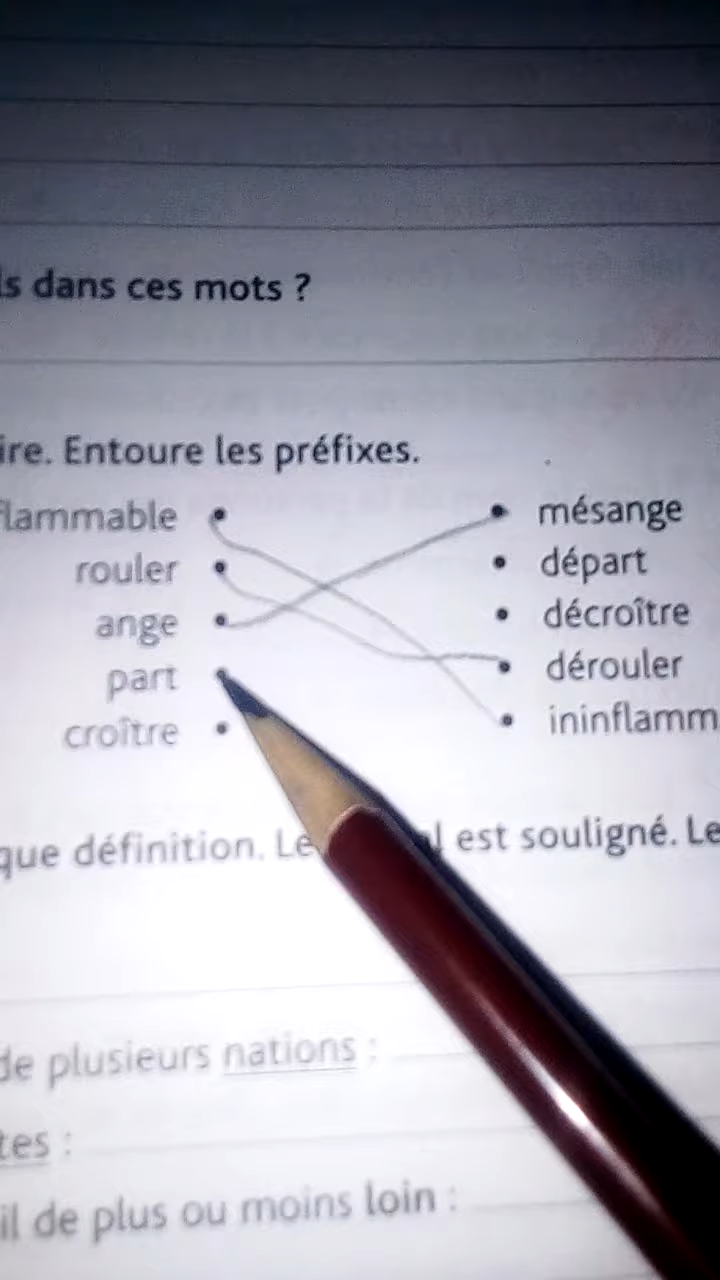 ls dans ces mots ?
ire. Entoure les préfixes.
flammable • • mésange
rouler • • départ
ange • • décroître
part • • dérouler
croître • • ininflamm
que définition. Le l est souligné. Le
de plusieurs nations :
tes :
il de plus ou moins loin :